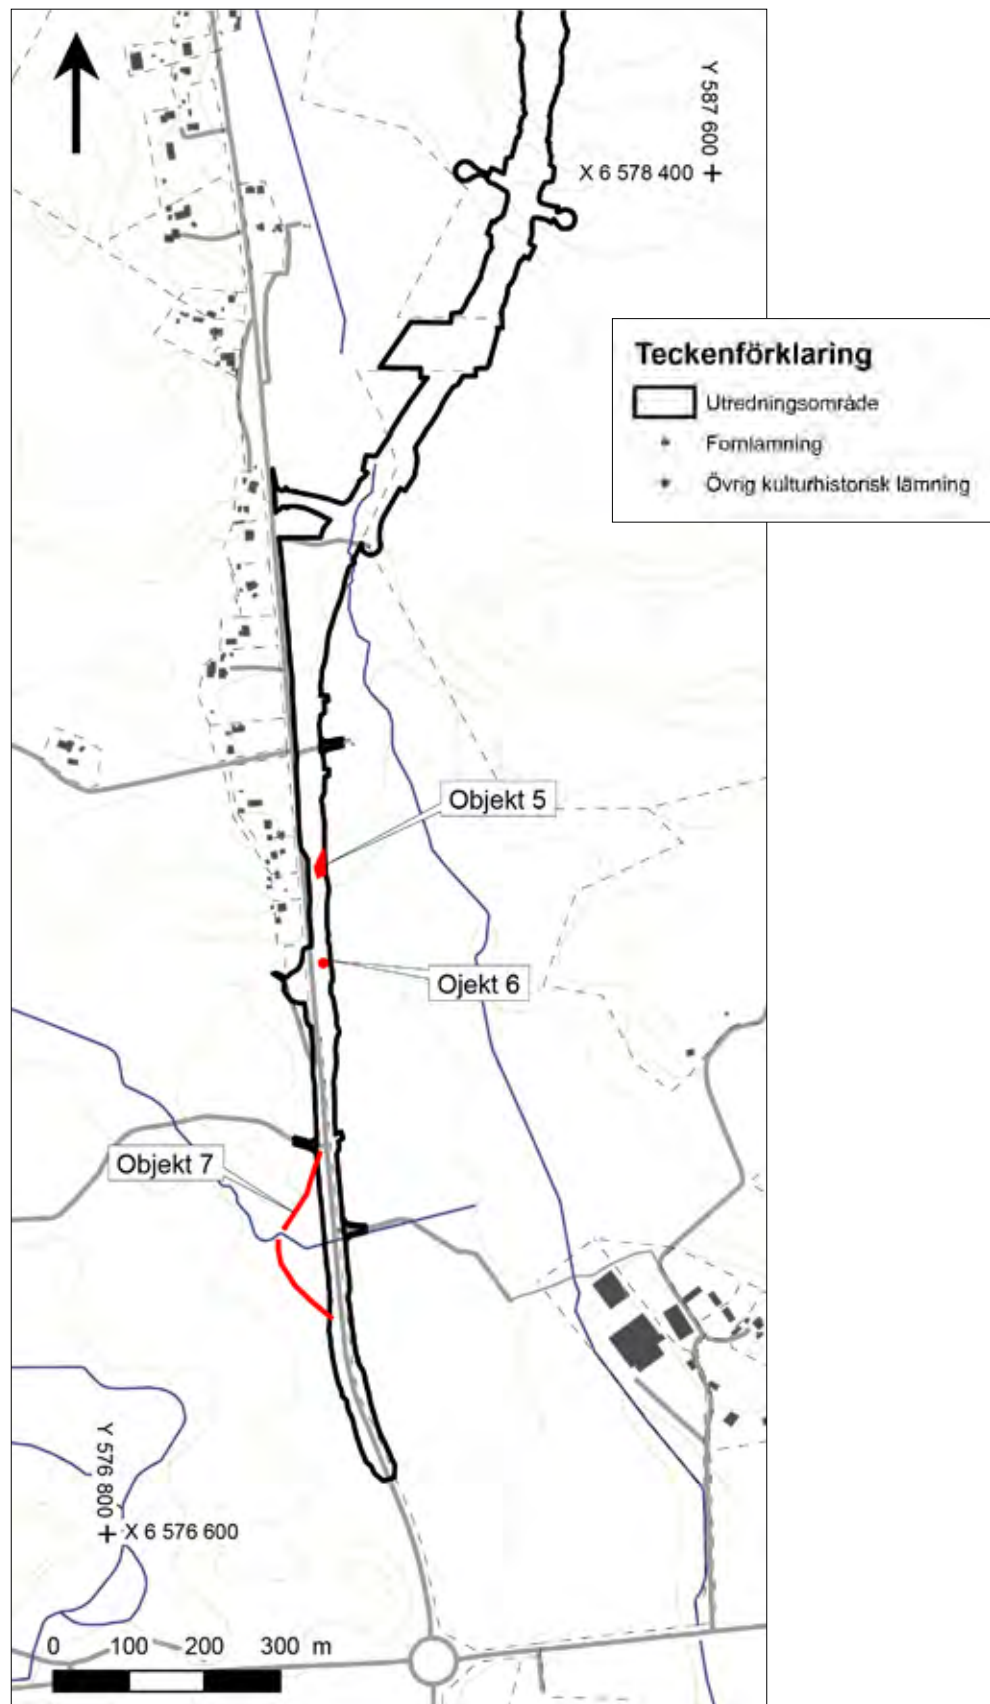 Y 587 600
X 6 578 400
Teckenförklaring
Utredningsområde
Fornlämning
Övrig kulturhistorisk lämning
Objekt 5
Ojekt 6
Objekt 7
Y 576 800
X 6 576 600
0 100 200 300 m